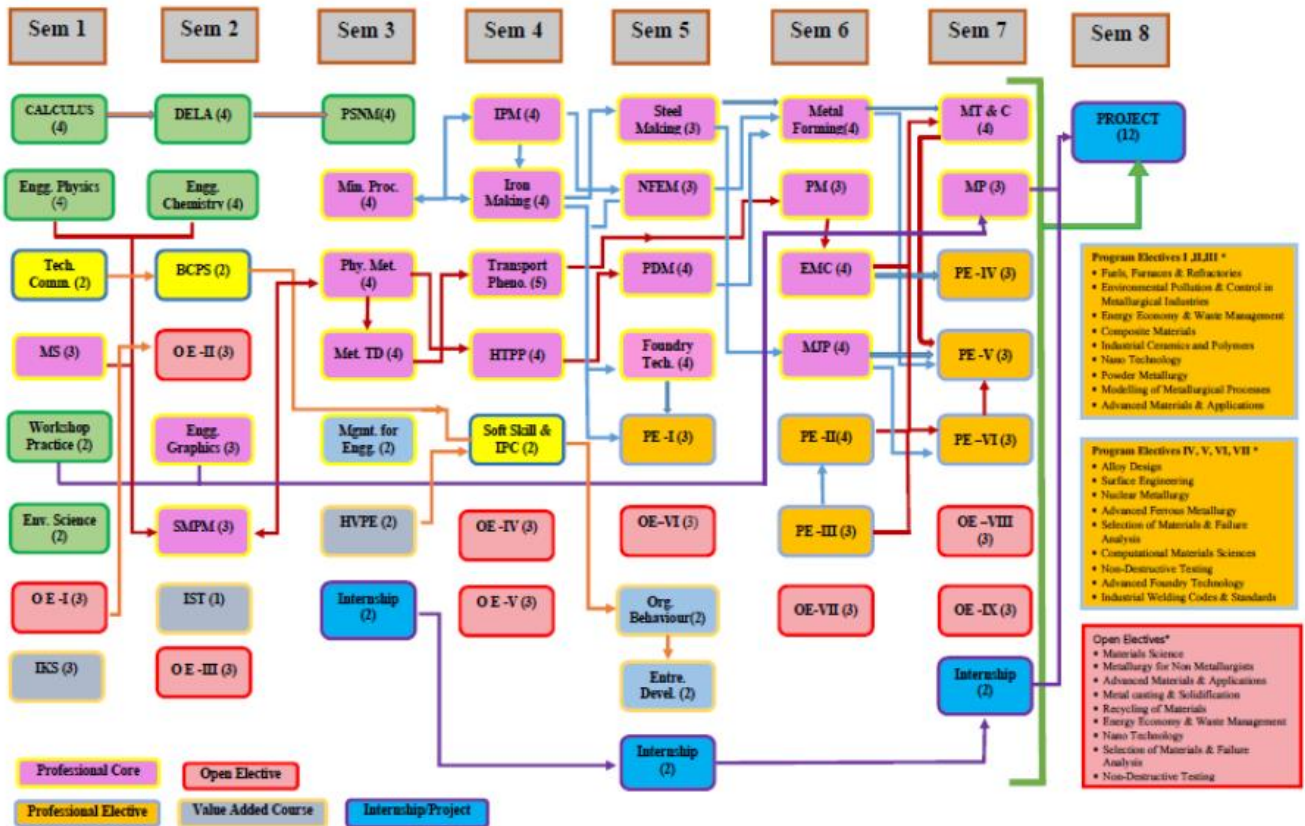 Sem 1
Sem 2
Sem 3
Sem 4
Sem 5
Sem 6
Sem 7
Sem 8
CALCULUS
(4)
DELA (4)
PSNM(4)
IPM (4)
Steel
Making (3)
Metal
Forming(4)
MT & C
(4)
PROJECT
(12)
Engg. Physics
(4)
Engg.
Chemistry (4)
Min. Proc.
(4)
Iron
Making (4)
NFEM (3)
PM (3)
MP (3)
Tech.
Comm. (2)
BCPS (2)
Phy. Met.
(4)
Transport
Pheno. (5)
PDM (4)
EMC (4)
PE -IV (3)
MS (3)
O E -II (3)
Met. TD (4)
HTPP (4)
Foundry
Tech. (4)
MJP (4)
PE -V (3)
Workshop
Practice (2)
Engg.
Graphics (3)
Mgmt. for
Engg. (2)
Soft Skill &
IPC (2)
PE -I (3)
PE -II(4)
PE –VI (3)
Env. Science
(2)
SMPM (3)
HVPE (2)
OE -IV (3)
OE–VI (3)
PE -III (3)
OE –VIII
(3)
O E -I (3)
IST (1)
Internship
(2)
O E -V (3)
Org.
Behaviour(2)
OE-VII (3)
OE -IX (3)
IKS (3)
O E -III (3)
Entre.
Devel. (2)
Internship
(2)
Internship
(2)
Program Electives I ,II,III *
• Fuels, Furnaces & Refractories
• Environmental Pollution & Control in
Metallurgical Industries
• Energy Economy & Waste Management
• Composite Materials
• Industrial Ceramics and Polymers
• Nano Technology
• Powder Metallurgy
• Modelling of Metallurgical Processes
• Advanced Materials & Applications
Program Electives IV, V, VI, VII *
• Alloy Design
• Surface Engineering
• Nuclear Metallurgy
• Advanced Ferrous Metallurgy
• Selection of Materials & Failure
Analysis
• Computational Materials Sciences
• Non-Destructive Testing
• Advanced Foundry Technology
• Industrial Welding Codes & Standards
Open Electives*
• Materials Science
• Metallurgy for Non Metallurgists
• Advanced Materials & Applications
• Metal casting & Solidification
• Recycling of Materials
• Energy Economy & Waste Management
• Nano Technology
• Selection of Materials & Failure
Analysis
• Non-Destructive Testing
Professional Core
Open Elective
Professional Elective
Value Added Course
Internship/Project